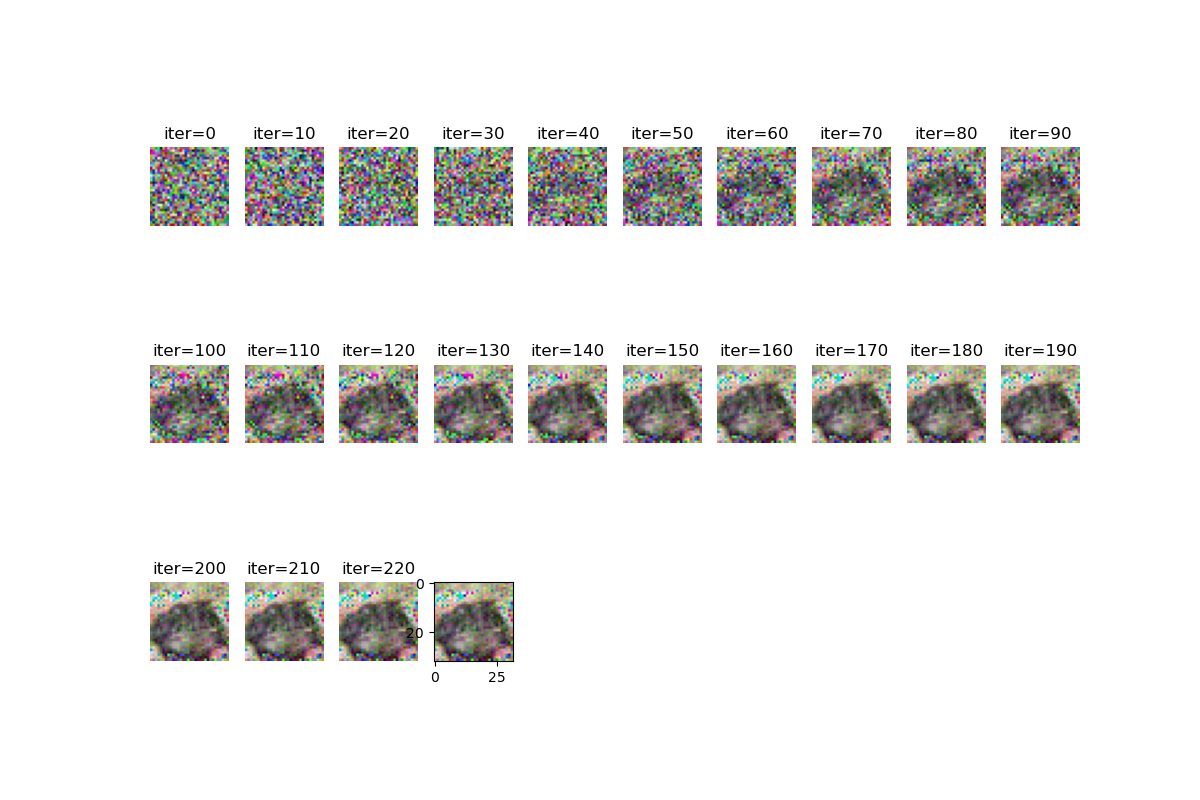 iter=0 iter=10 iter=20 iter=30 iter=40 iter=50 iter=60 iter=70 iter=80 iter=90
iter=100 iter=110 iter=120 iter=130 iter=140 iter=150 iter=160 iter=170 iter=180 iter=190
iter=200 iter=210 iter=220
0
20
0 25